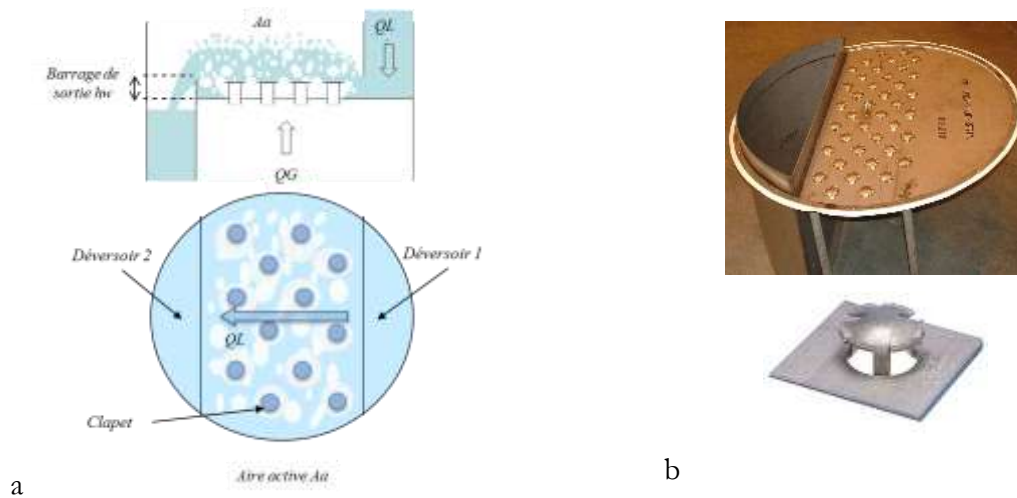 Aa
QL
Barrage de
sortie hw
QG
Déversoir 2
Déversoir 1
QL
Clapet
Aire active Aa
a
b